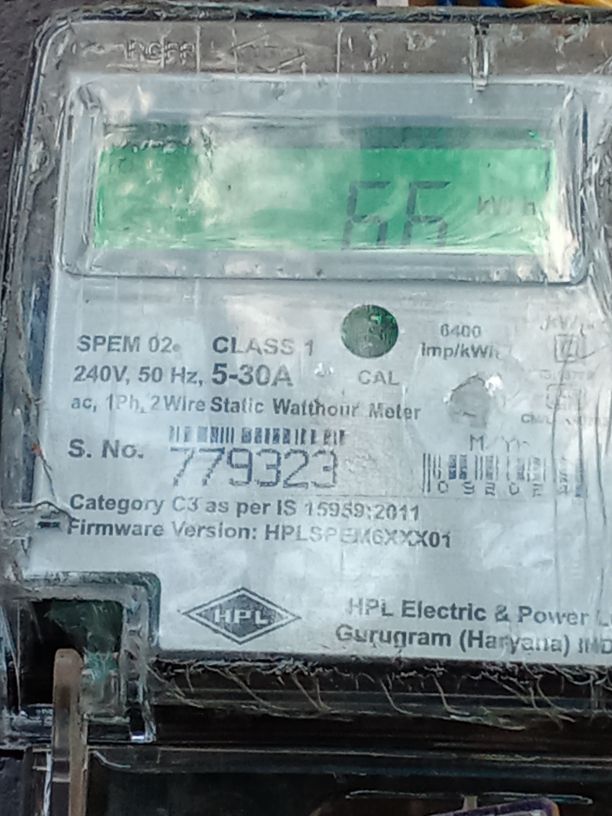 66 kWh
SPEM 02 CLASS 1
6400
imp/kWh
240V, 50 Hz, 5-30A
CAL
ac, 1Ph, 2Wire Static Watthour Meter
S. No. 779323
M/Y
Category C3 as per IS 15959:2011
Firmware Version: HPLSPEM6XXX01
HPL
HPL Electric & Power
Gurugram (Haryana) IND